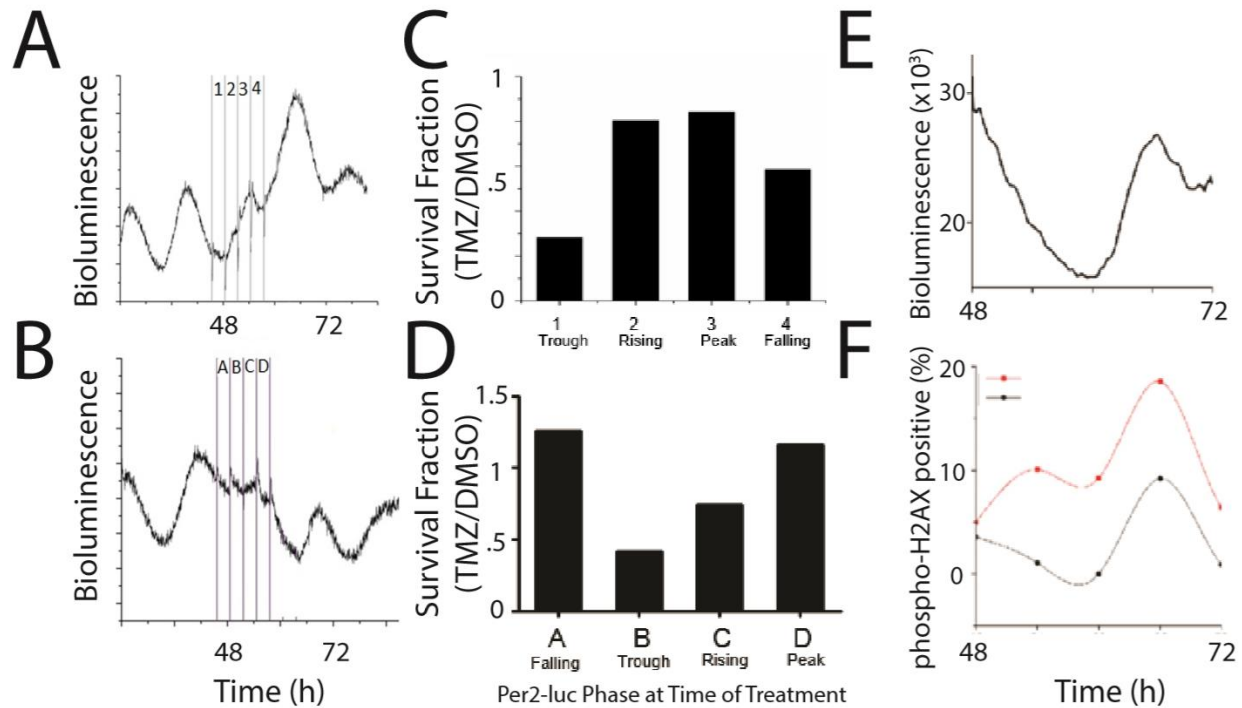 A
Bioluminescence
1 2 3 4
48 72
B
Bioluminescence
A B C D
48 72
Time (h)
C
Survival Fraction
(TMZ/DMSO)
1
.5
0
1 2 3 4
Trough Rising Peak Falling
D
Survival Fraction
(TMZ/DMSO)
1.5
1
.5
0
A B C D
Falling Trough Rising Peak
Per2-luc Phase at Time of Treatment
E
Bioluminescence (x10³)
30
20
48 72
F
phospho-H2AX positive (%)
20
10
0
48 72
Time (h)